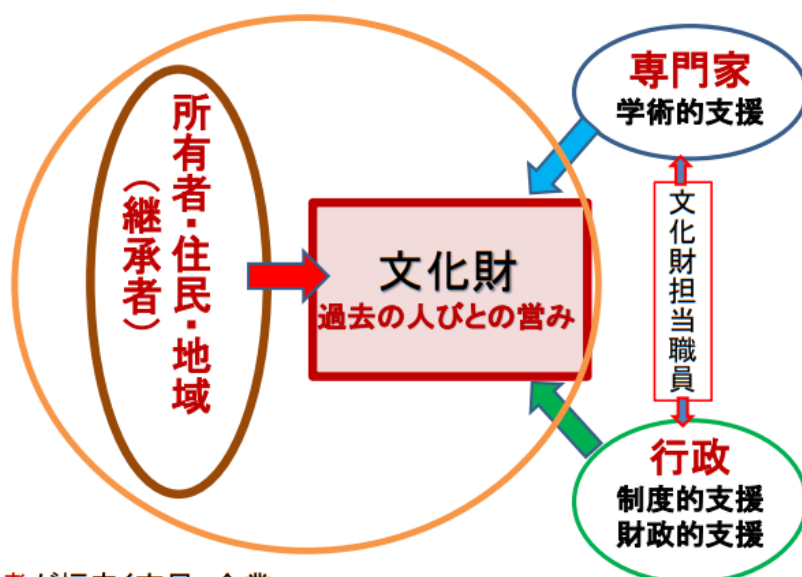 所有者・住民・地域
(継承者)
文化財
過去の人びとの営み
専門家
学術的支援
文化財担当職員
行政
制度的支援
財政的支援